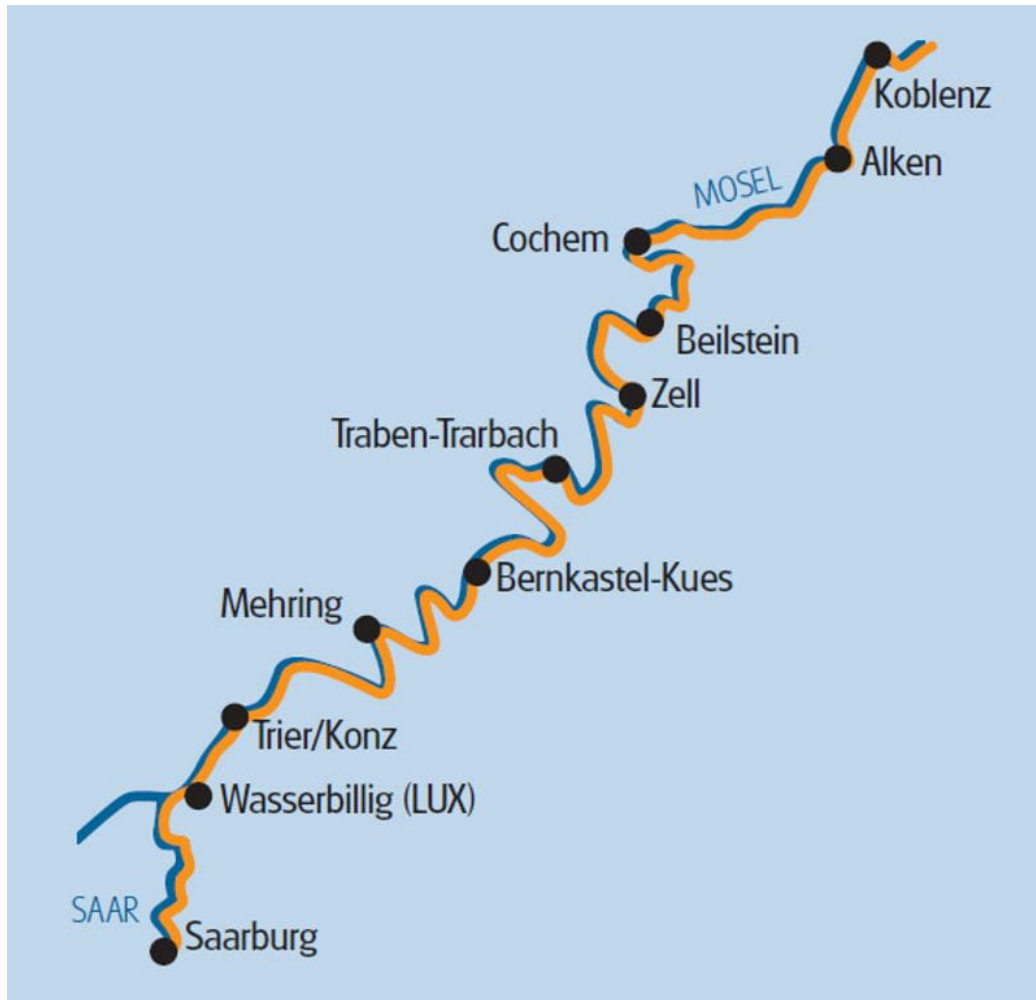 Koblenz
Alken
MOSEL
Cochem
Beilstein
Zell
Traben-Trarbach
Bernkastel-Kues
Mehring
Trier/Konz
Wasserbillig (LUX)
SAAR
Saarburg